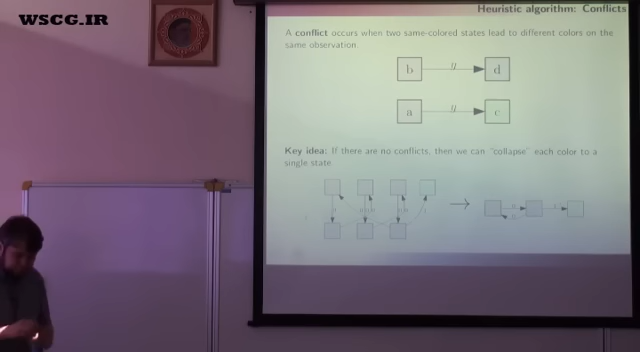 WSCG.IR
Heuristic algorithm: Conflicts
A conflict occurs when two same-colored states lead to different colors on the
same observation.
b y d
a y c
Key idea: If there are no conflicts, then we can "collapse" each color to a
single state.